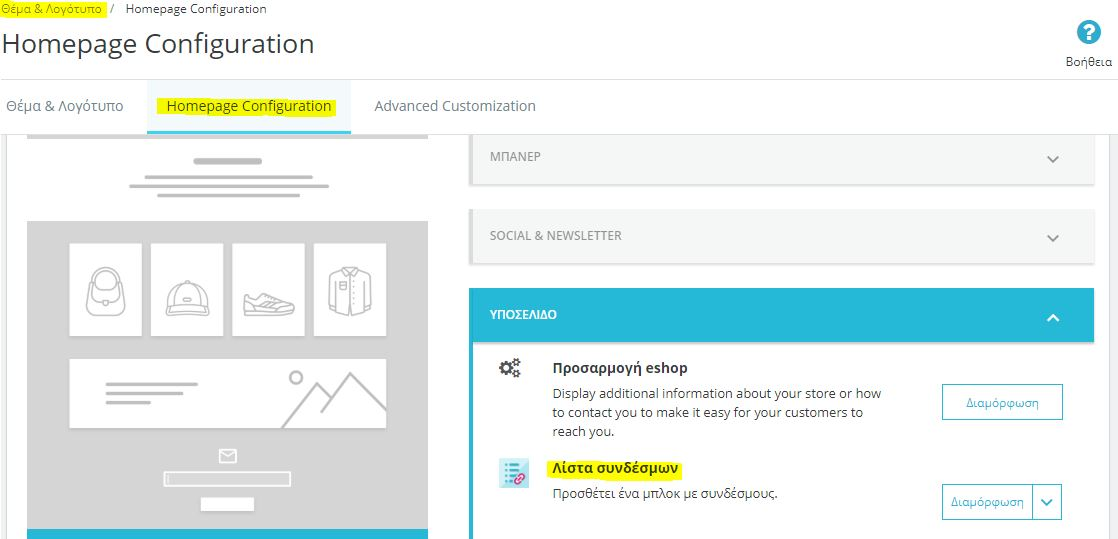 Θέμα & Λογότυπο / Homepage Configuration
Homepage Configuration
Βοήθεια
Θέμα & Λογότυπο Homepage Configuration Advanced Customization
ΜΠΑΝΕΡ
SOCIAL & NEWSLETTER
ΥΠΟΣΕΛΙΔΟ
Προσαρμογή eshop
Display additional information about your store or how
to contact you to make it easy for your customers to
reach you.
Διαμόρφωση
Λίστα συνδέσμων
Προσθέτει ένα μπλοκ με συνδέσμους.
Διαμόρφωση